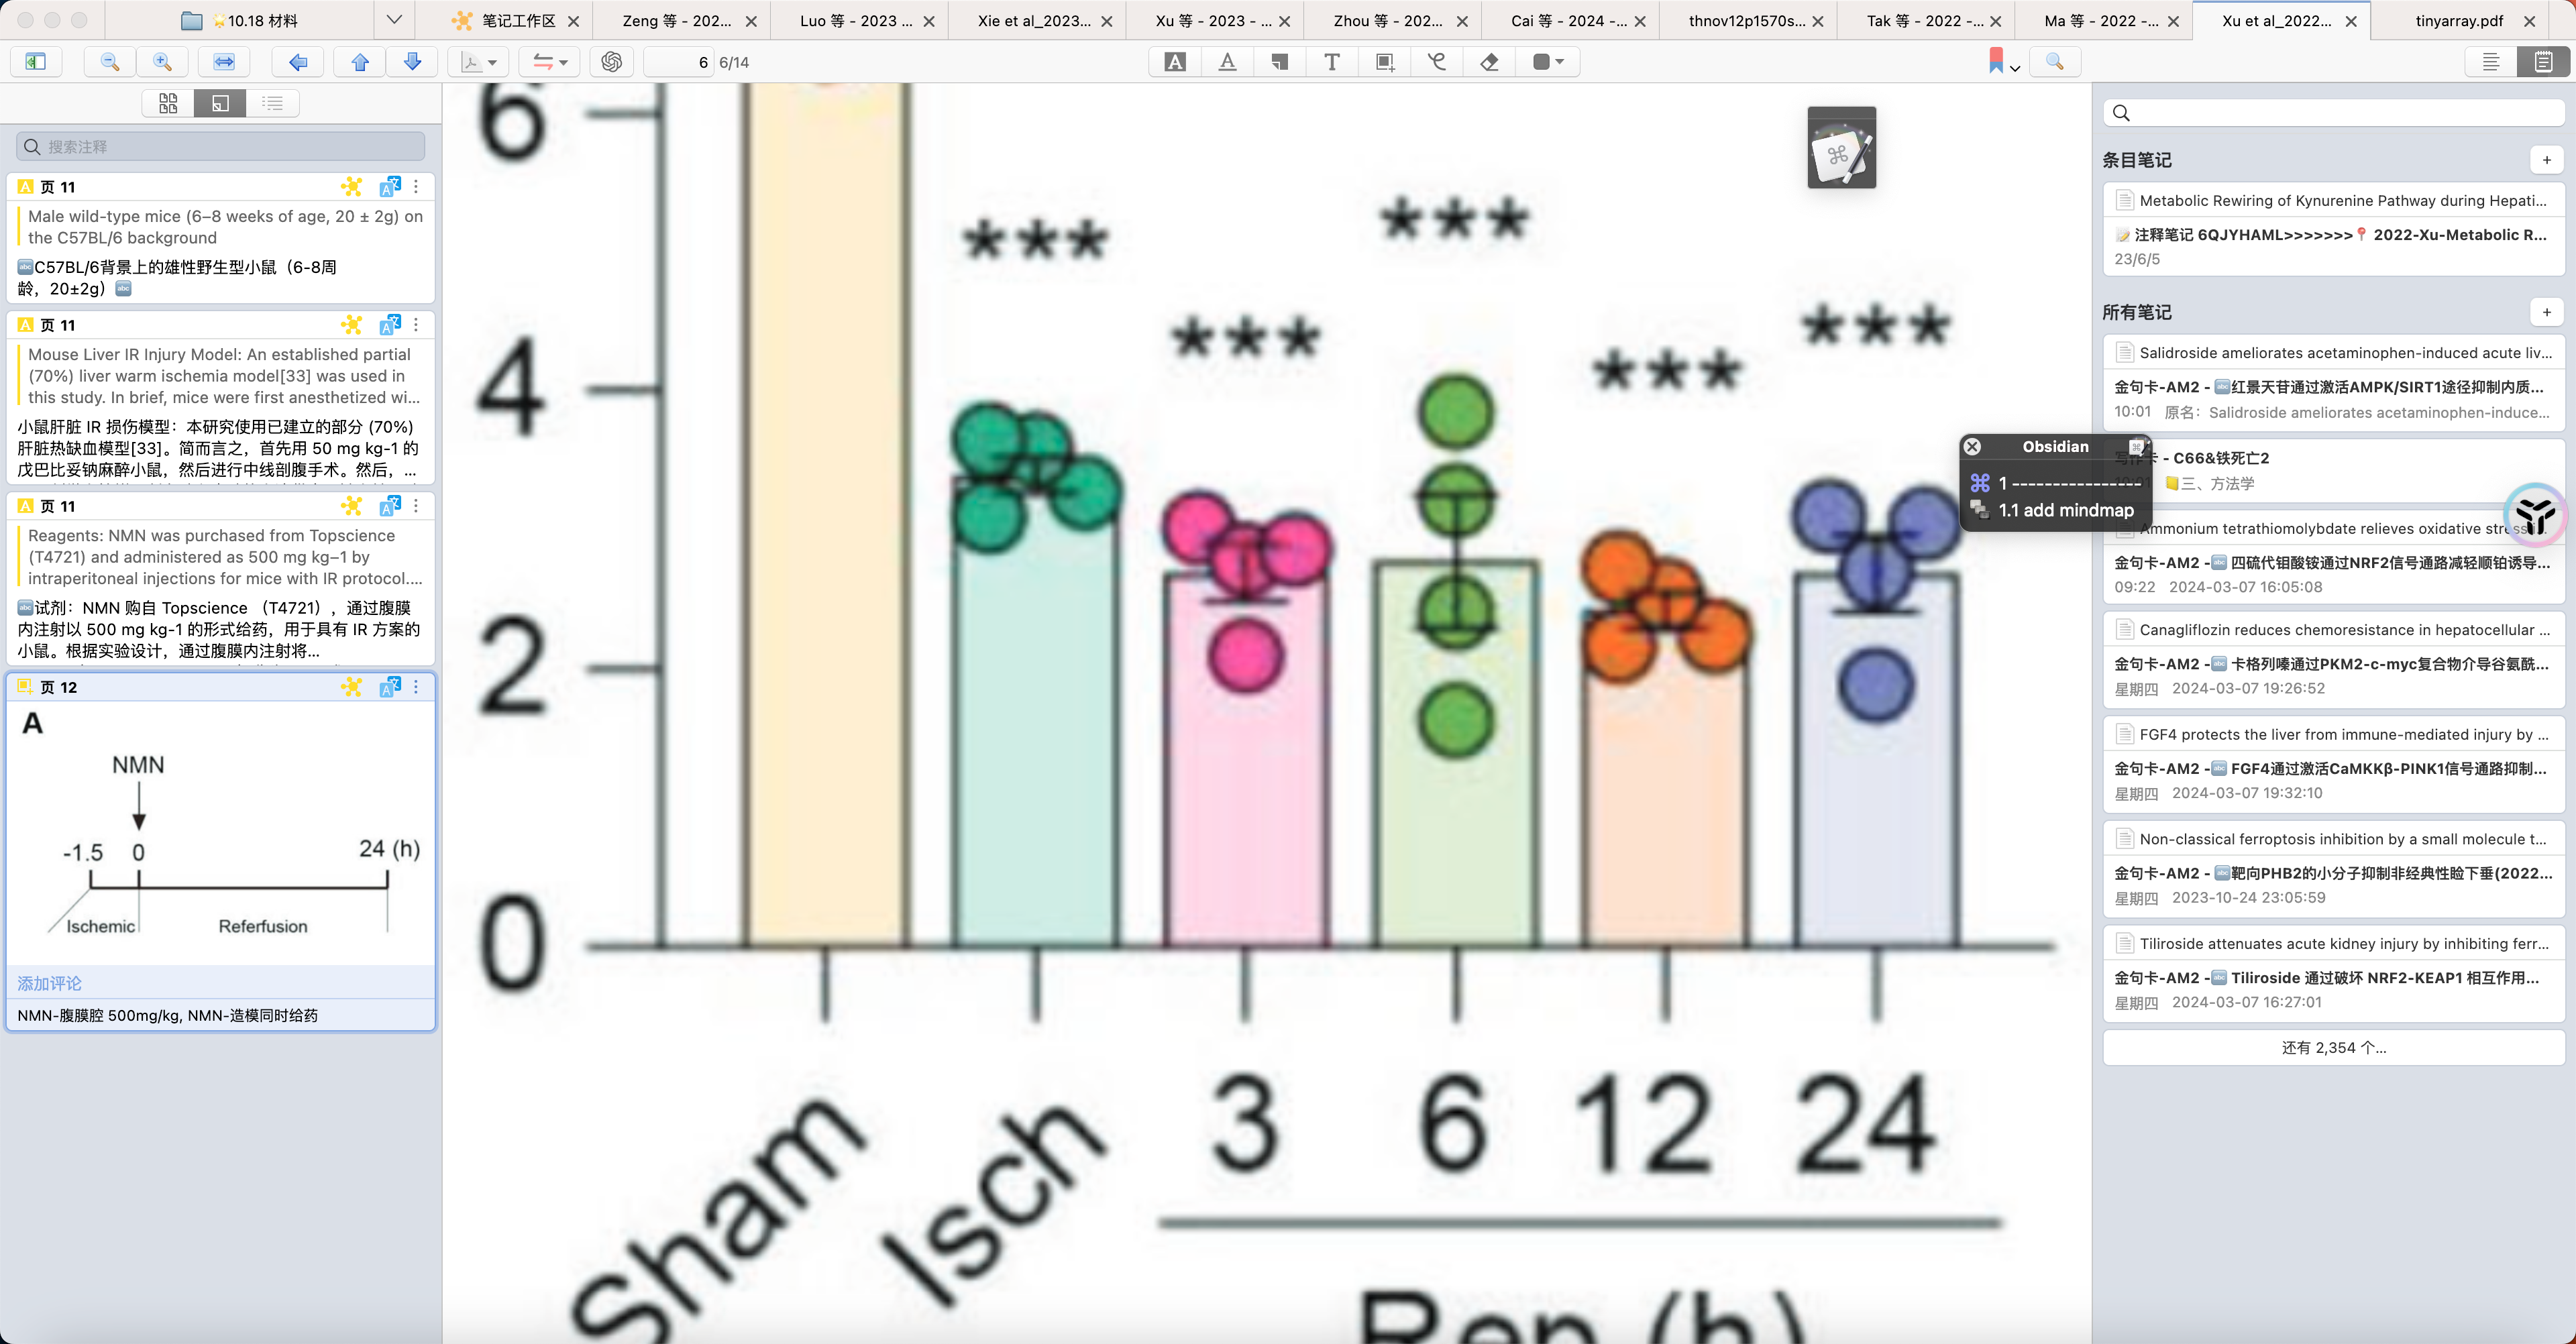 10.18 材料
笔记工作区
Zeng 等 - 202...
Luo 等 - 2023 ...
Xie et al_2023...
Xu 等 - 2023 - ...
Zhou 等 - 202...
Cai 等 - 2024 -...
thnov12p1570s...
Tak 等 - 2022 -...
Ma 等 - 2022 -...
Xu et al_2022...
tinyarray.pdf
6 6/14
搜索注释
页 11
Male wild-type mice (6–8 weeks of age, 20 ± 2g) on
the C57BL/6 background
C57BL/6背景上的雄性野生型小鼠（6-8周
龄，20±2g）
页 11
Mouse Liver IR Injury Model: An established partial
(70%) liver warm ischemia model[33] was used in
this study. In brief, mice were first anesthetized wi...
小鼠肝脏 IR 损伤模型：本研究使用已建立的部分 (70%)
肝脏热缺血模型[33]。简而言之，首先用 50 mg kg-1 的
戊巴比妥钠麻醉小鼠，然后进行中线剖腹手术。然后，...
页 11
Reagents: NMN was purchased from Topscience
(T4721) and administered as 500 mg kg−1 by
intraperitoneal injections for mice with IR protocol....
试剂：NMN 购自 Topscience （T4721），通过腹膜
内注射以 500 mg kg-1 的形式给药，用于具有 IR 方案的
小鼠。根据实验设计，通过腹膜内注射将...
页 12
A
NMN
-1.5 0 24 (h)
Ischemic Referfusion
添加评论
NMN-腹膜腔 500mg/kg, NMN-造模同时给药
6
4
2
0
***
***
***
***
***
Sham
Isch
3 6 12 24
Rep (h)
Obsidian
1 ----------------
1.1 add mindmap
条目笔记
Metabolic Rewiring of Kynurenine Pathway during Hepati...
注释笔记 6QJYHAML>>>>>>> 2022-Xu-Metabolic R...
23/6/5
所有笔记
Salidroside ameliorates acetaminophen-induced acute liv...
金句卡-AM2 - 红景天苷通过激活AMPK/SIRT1途径抑制内质...
10:01 原名：Salidroside ameliorates acetaminophen-induce...
写作卡 - C66&铁死亡2
10:01 三、方法学
Ammonium tetrathiomolybdate relieves oxidative stress i...
金句卡-AM2 - 四硫代钼酸铵通过NRF2信号通路减轻顺铂诱导...
09:22 2024-03-07 16:05:08
Canagliflozin reduces chemoresistance in hepatocellular ...
金句卡-AM2 - 卡格列嗪通过PKM2-c-myc复合物介导谷氨酰...
星期四 2024-03-07 19:26:52
FGF4 protects the liver from immune-mediated injury by ...
金句卡-AM2 - FGF4通过激活CaMKKβ-PINK1信号通路抑制...
星期四 2024-03-07 19:32:10
Non-classical ferroptosis inhibition by a small molecule t...
金句卡-AM2 - 靶向PHB2的小分子抑制非经典性睑下垂(2022...
星期四 2023-10-24 23:05:59
Tiliroside attenuates acute kidney injury by inhibiting ferr...
金句卡-AM2 - Tiliroside 通过破坏 NRF2-KEAP1 相互作用...
星期四 2024-03-07 16:27:01
还有 2,354 个...